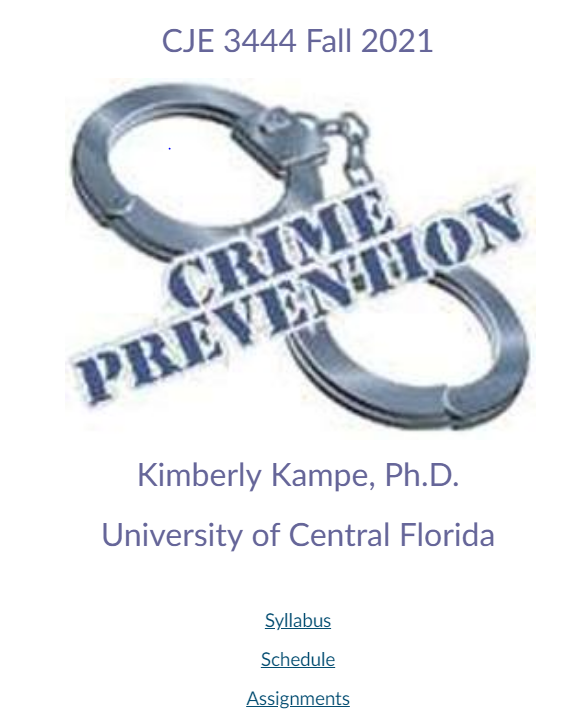 CJE 3444 Fall 2021
CRIME
PREVENTION
Kimberly Kampe, Ph.D.
University of Central Florida
Syllabus
Schedule
Assignments